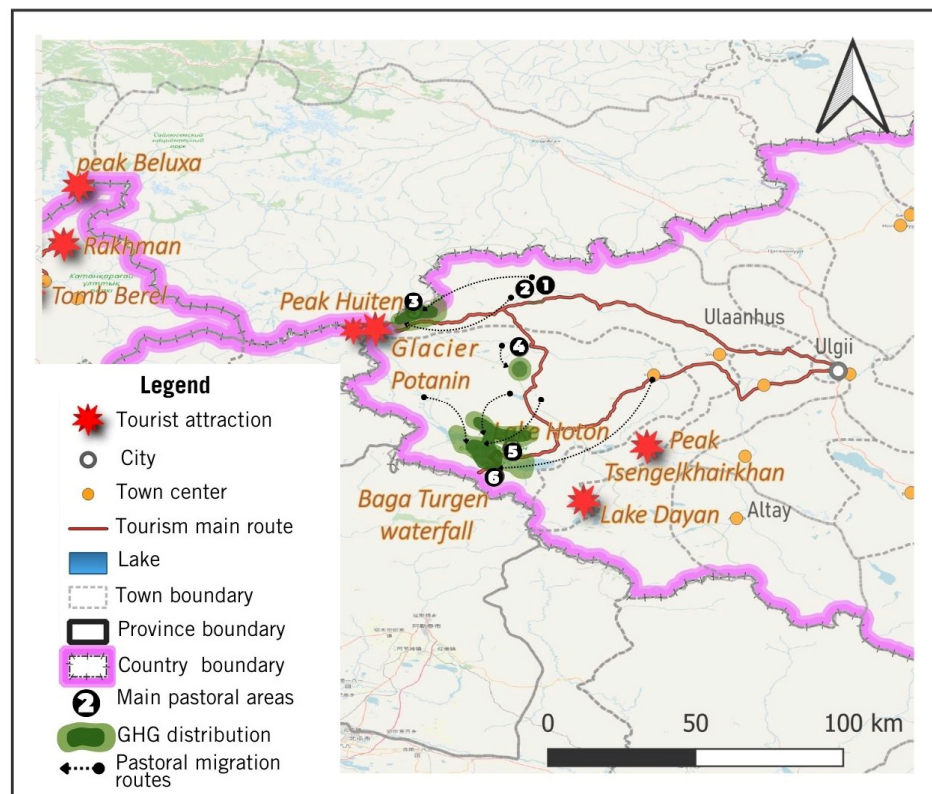 peak Beluxa
Rakhman
Катонқарағай
Tomb Berel
Peak Huiten
3
2
1
Ulaanhus
Ulgii
Glacier
Potanin
4
Lake Hoton
5
6
Peak
Tsengelkhairkhan
Baga Turgen
waterfall
Lake Dayan
Altay
Legend
Tourist attraction
City
Town center
Tourism main route
Lake
Town boundary
Province boundary
Country boundary
2
Main pastoral areas
GHG distribution
Pastoral migration
routes
0
50
100 km